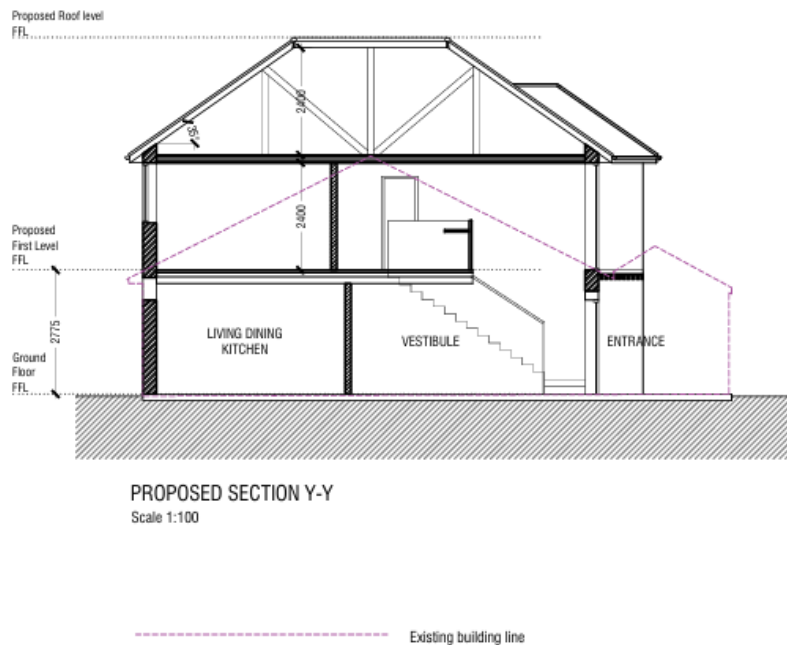 Proposed Roof level
FFL
2400
35°
2400
Proposed
First Level
FFL
2775
LIVING DINING
KITCHEN
VESTIBULE
ENTRANCE
Ground
Floor
FFL
PROPOSED SECTION Y-Y
Scale 1:100
Existing building line